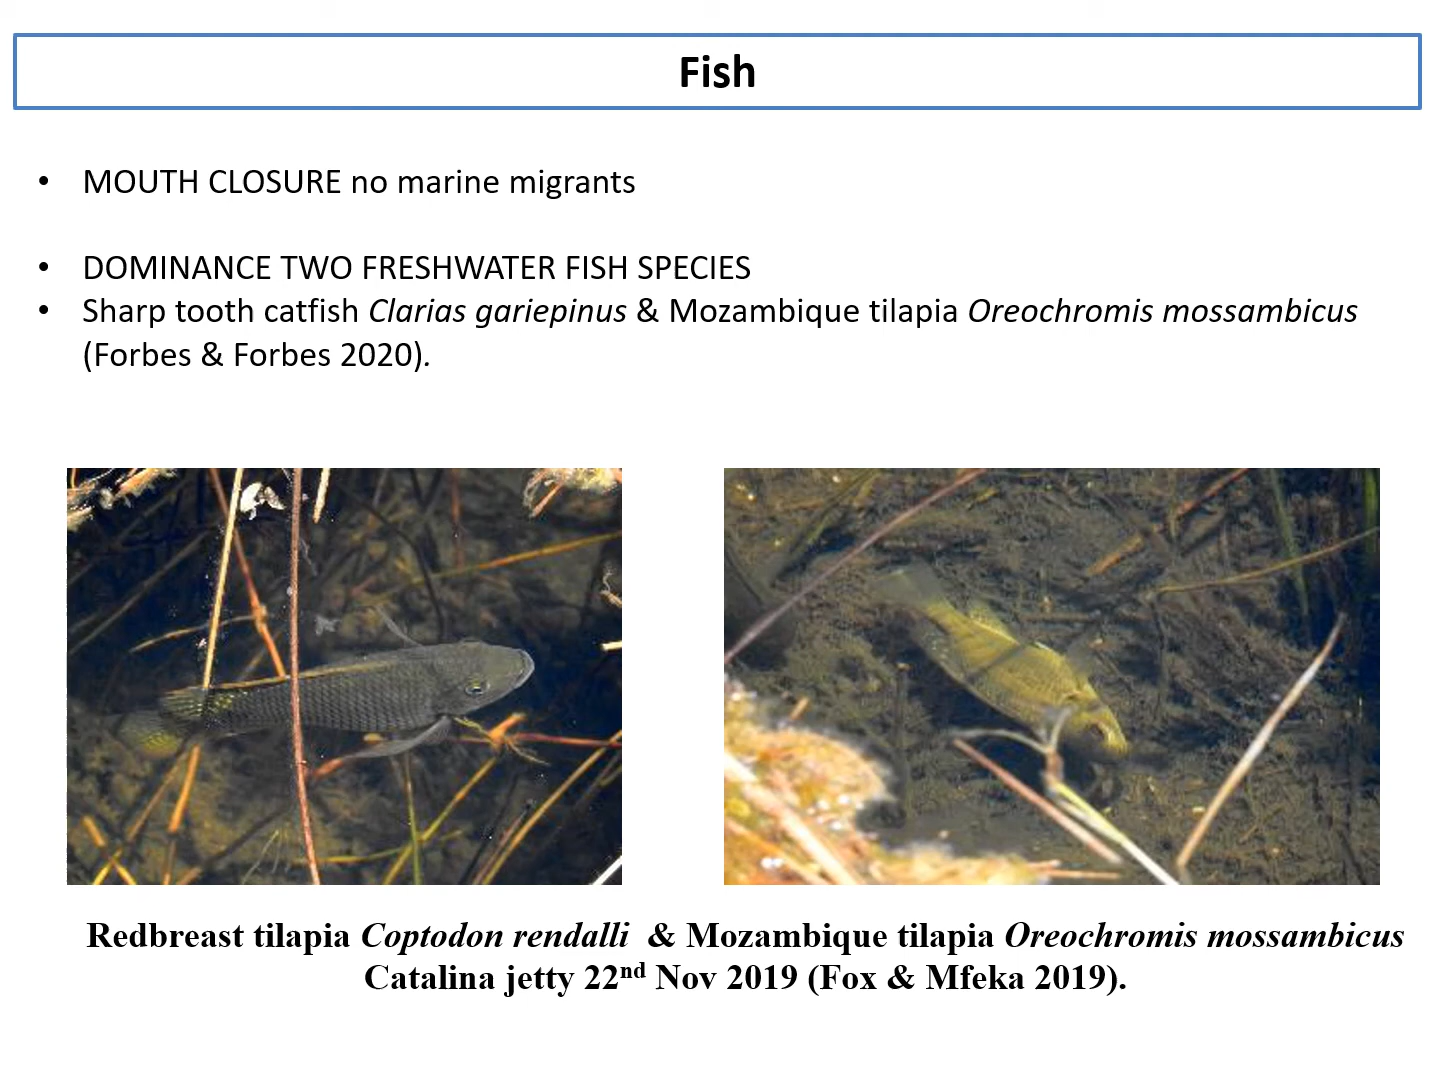 Fish
• MOUTH CLOSURE no marine migrants
• DOMINANCE TWO FRESHWATER FISH SPECIES
• Sharp tooth catfish Clarias gariepinus & Mozambique tilapia Oreochromis mossambicus
(Forbes & Forbes 2020).
Redbreast tilapia Coptodon rendalli & Mozambique tilapia Oreochromis mossambicus
Catalina jetty 22nd Nov 2019 (Fox & Mfeka 2019).